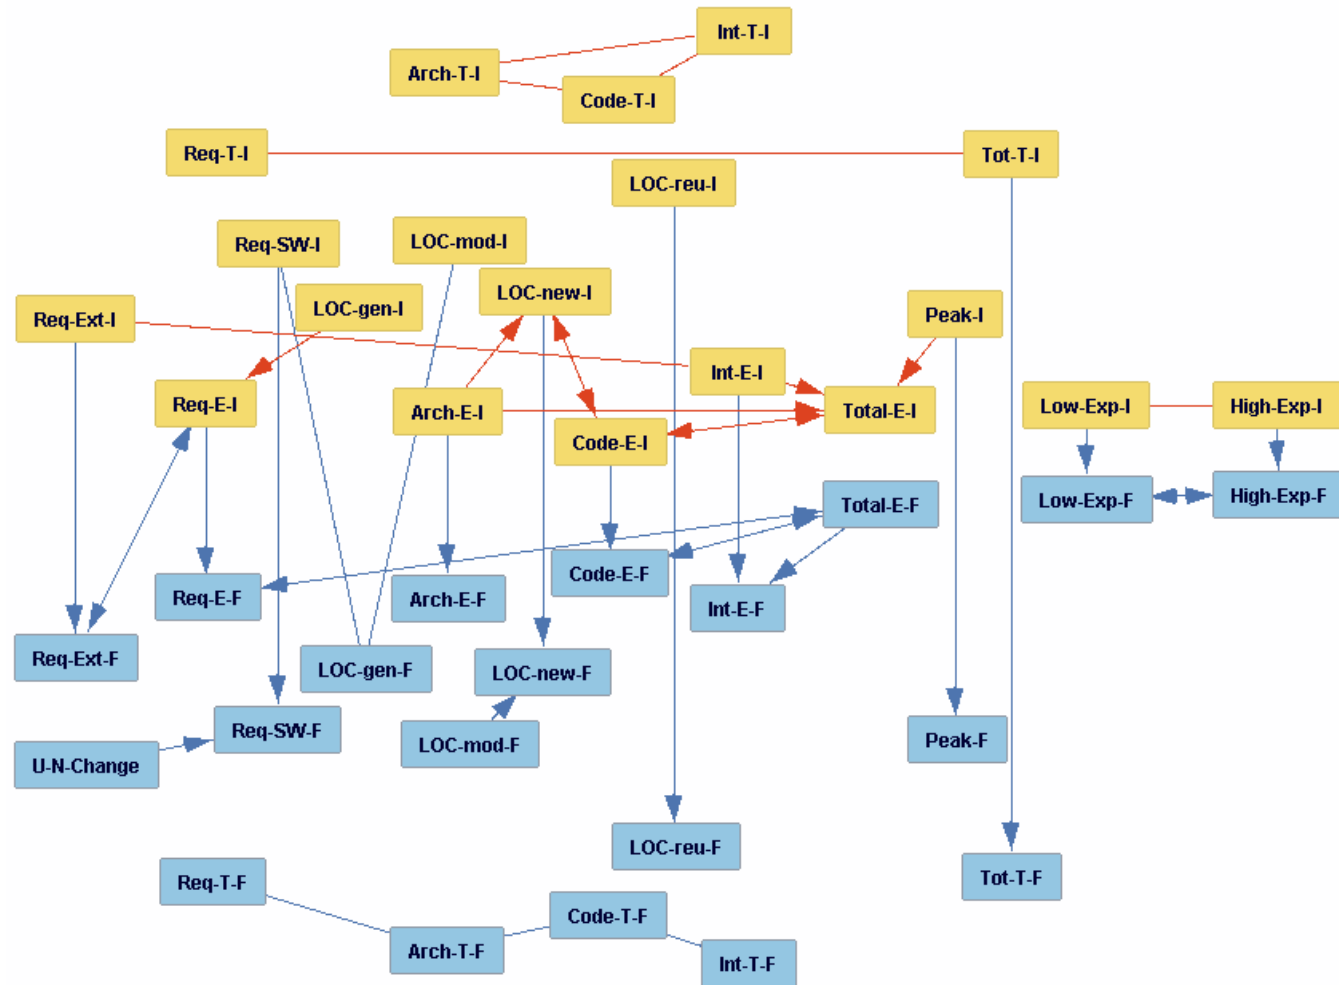 Int-T-I
Arch-T-I
Code-T-I
Req-T-I
Tot-T-I
LOC-reu-I
Req-SW-I
LOC-mod-I
LOC-new-I
LOC-gen-I
Req-Ext-I
Peak-I
Int-E-I
Req-E-I
Arch-E-I
Total-E-I
Low-Exp-I
High-Exp-I
Code-E-I
Total-E-F
Low-Exp-F
High-Exp-F
Code-E-F
Req-E-F
Arch-E-F
Int-E-F
Req-Ext-F
LOC-gen-F
LOC-new-F
Req-SW-F
LOC-mod-F
Peak-F
U-N-Change
LOC-reu-F
Req-T-F
Tot-T-F
Code-T-F
Arch-T-F
Int-T-F